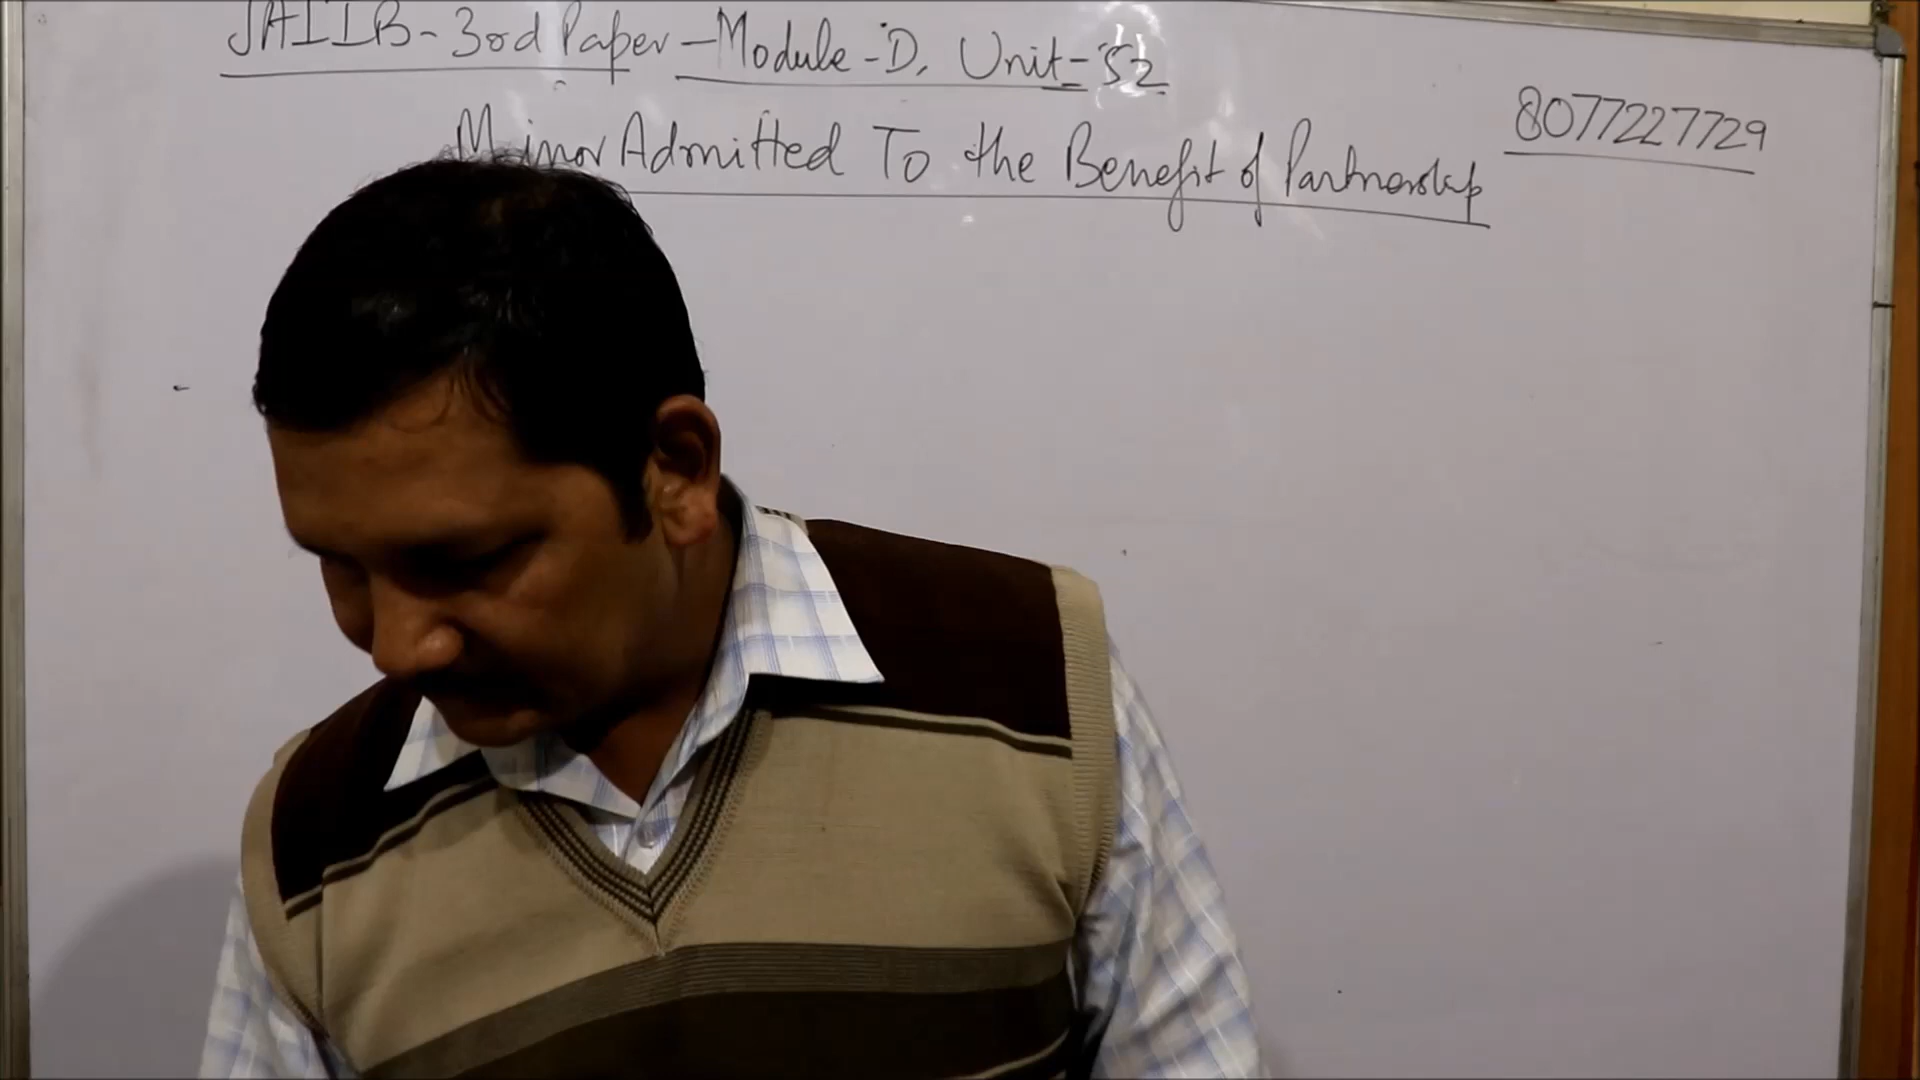 JAIIB - 3rd Paper - Module - D, Unit - 52
8077227729
Minor Admitted To the Benefit of Partnership